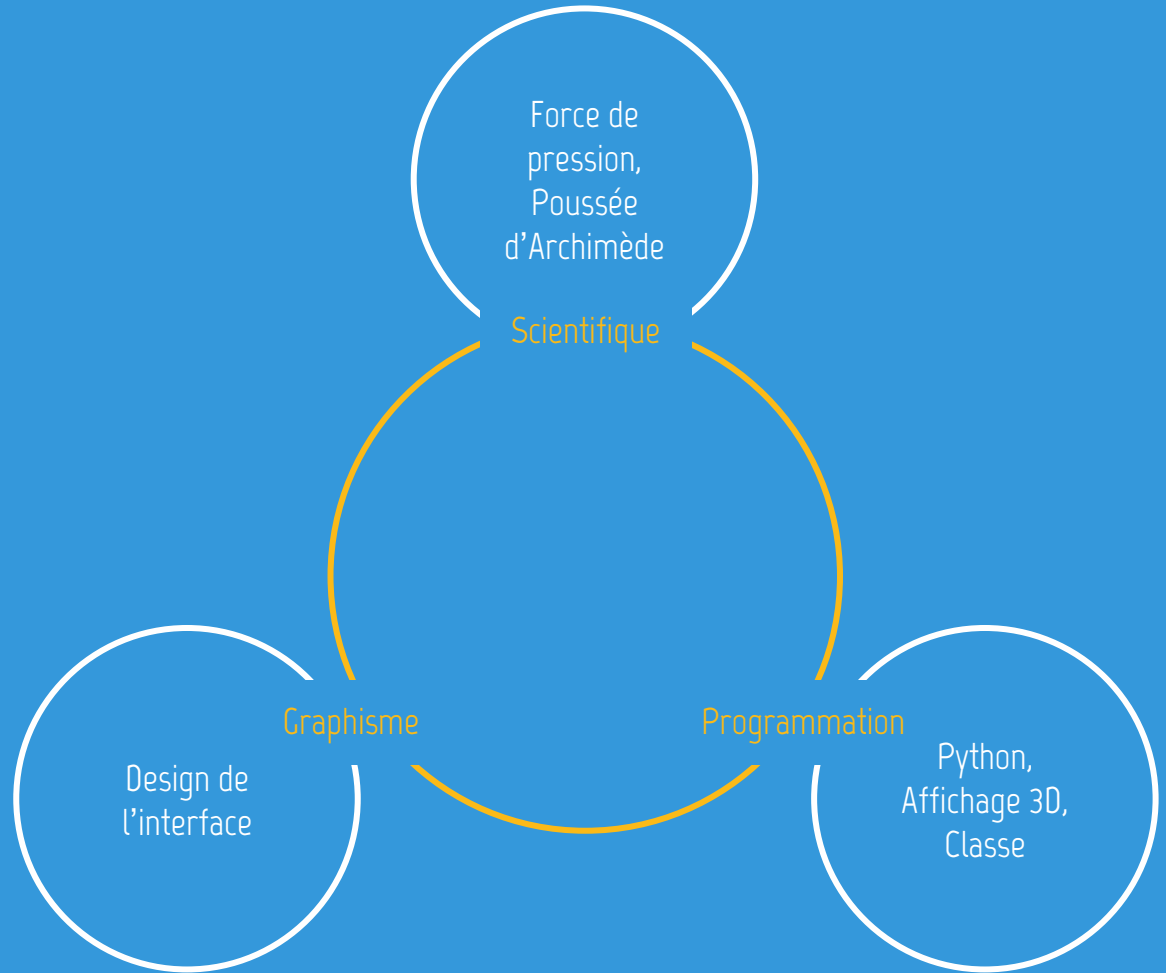 Force de
pression,
Poussée
d’Archimède
Scientifique
Graphisme
Programmation
Design de
l’interface
Python,
Affichage 3D,
Classe